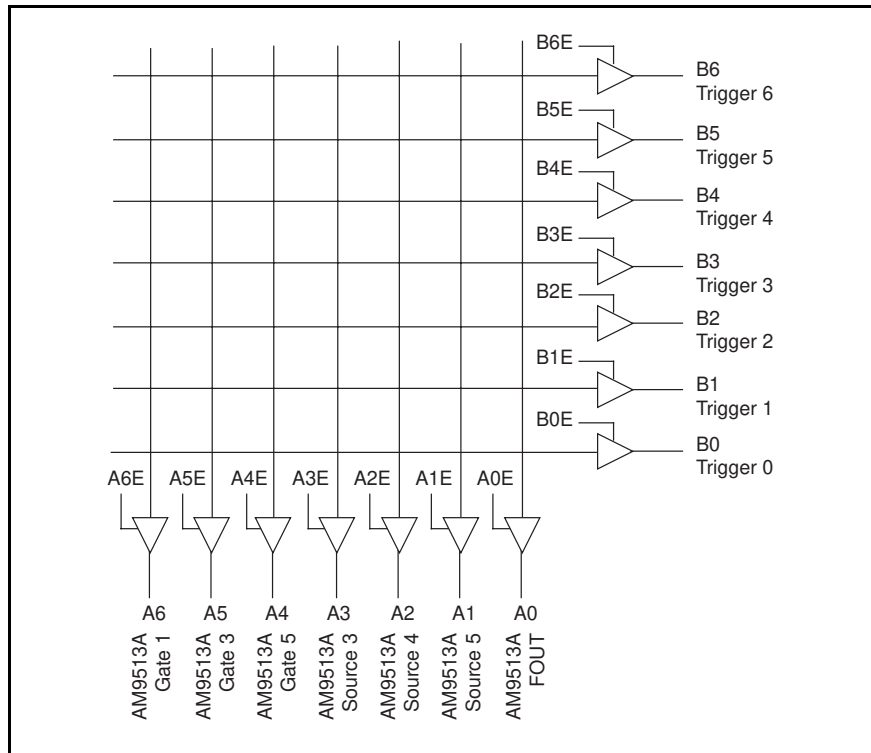 B6E
B6
Trigger 6
B5E
B5
Trigger 5
B4E
B4
Trigger 4
B3E
B3
Trigger 3
B2E
B2
Trigger 2
B1E
B1
Trigger 1
B0E
B0
Trigger 0
A6E A5E A4E A3E A2E A1E A0E
A6 A5 A4 A3 A2 A1 A0
AM9513A
Gate 1
AM9513A
Gate 3
AM9513A
Gate 5
AM9513A
Source 3
AM9513A
Source 4
AM9513A
Source 5
AM9513A
FOUT